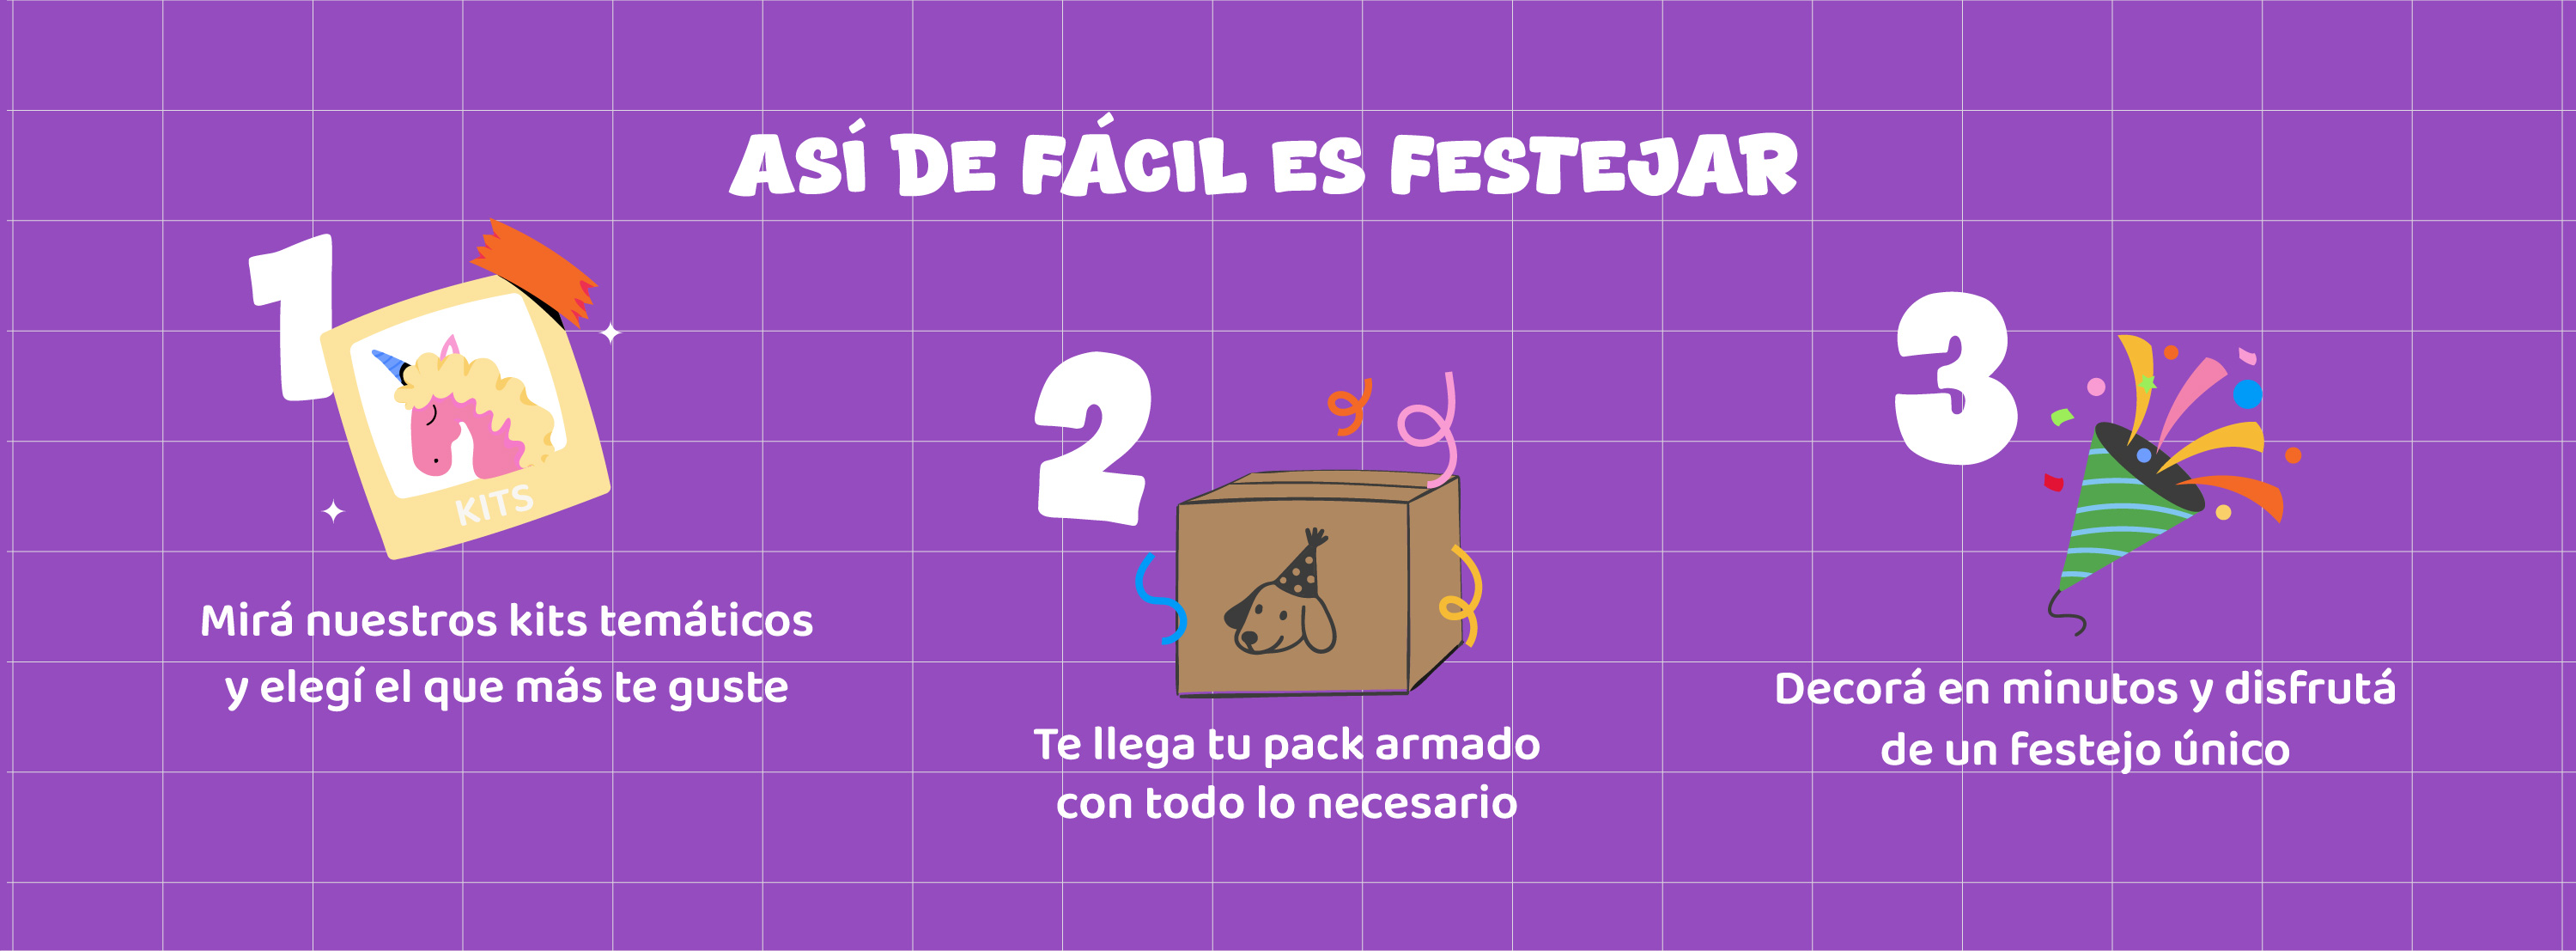 ASÍ DE FÁCIL ES FESTEJAR
1
KITS
Mirá nuestros kits temáticos
y elegí el que más te guste
2
Te llega tu pack armado
con todo lo necesario
3
Decorá en minutos y disfrutá
de un festejo único